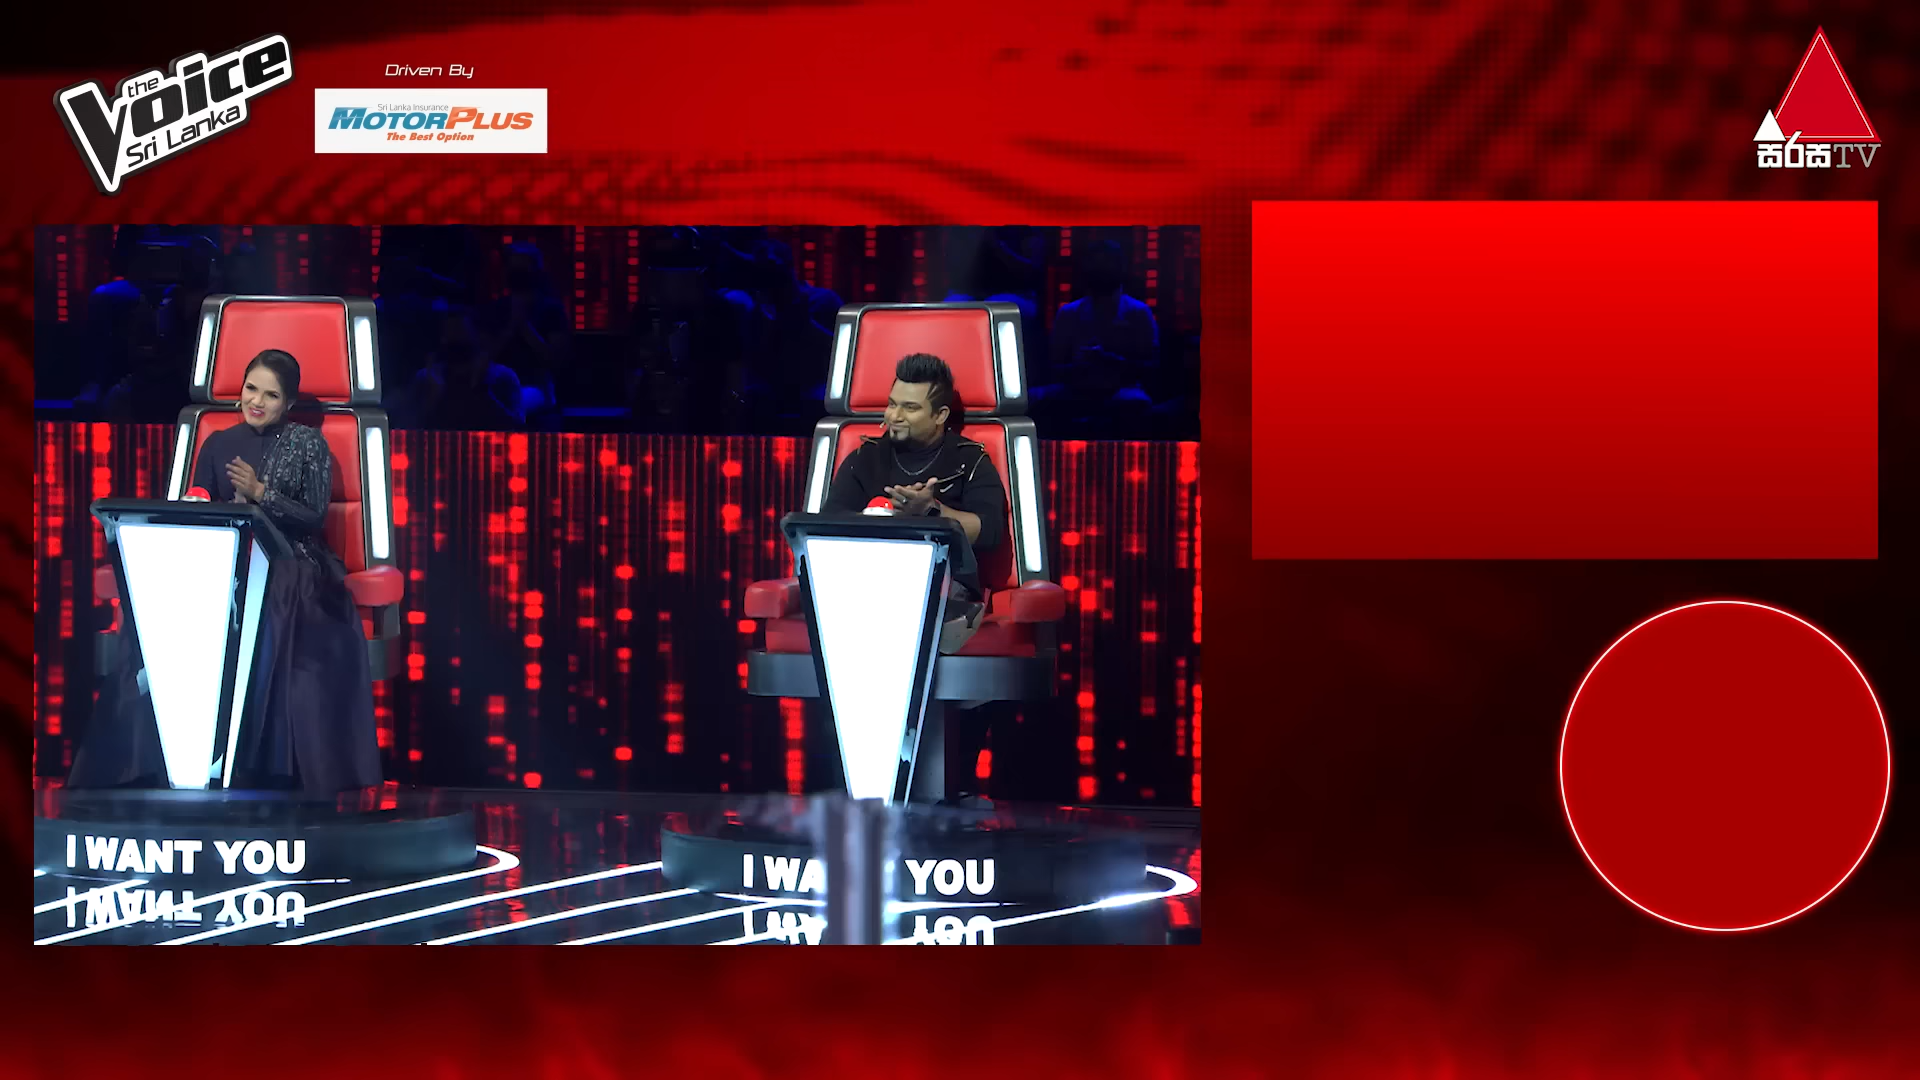 the
Voice
Sri Lanka
Driven By
Sri Lanka Insurance
MOTORPLUS
The Best Option
සිරස TV
I WANT YOU
I WA YOU